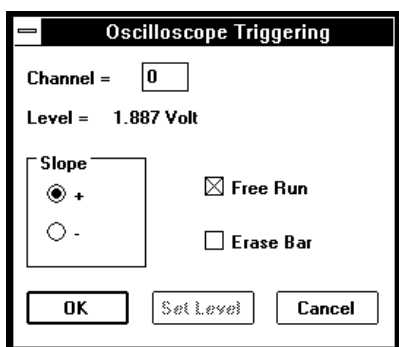 Oscilloscope Triggering
Channel = 0
Level = 1.887 Volt
Slope
+
Free Run
-
Erase Bar
OK Set Level Cancel